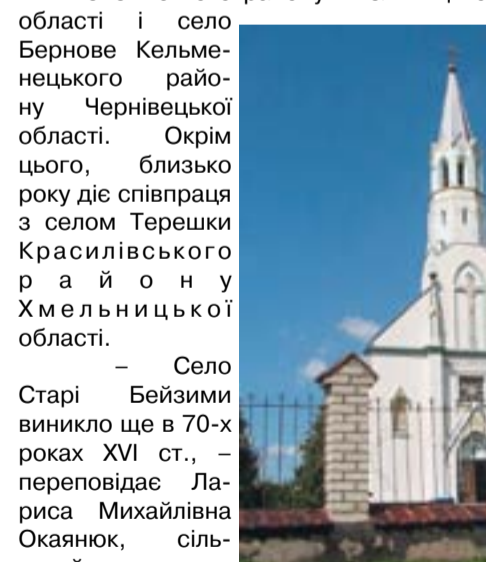 області і село
Бернове Кельме-
нецького райо-
ну Чернівецької
області. Окрім
цього, близько
року діє співпраця
з селом Терешки
Красилівського
району
Хмельницької
області.
– Село
Старі Бейзими
виникло ще в 70-х
роках XVI ст., –
переповідає Ла-
риса Михайлівна
Окаянюк, сіль-